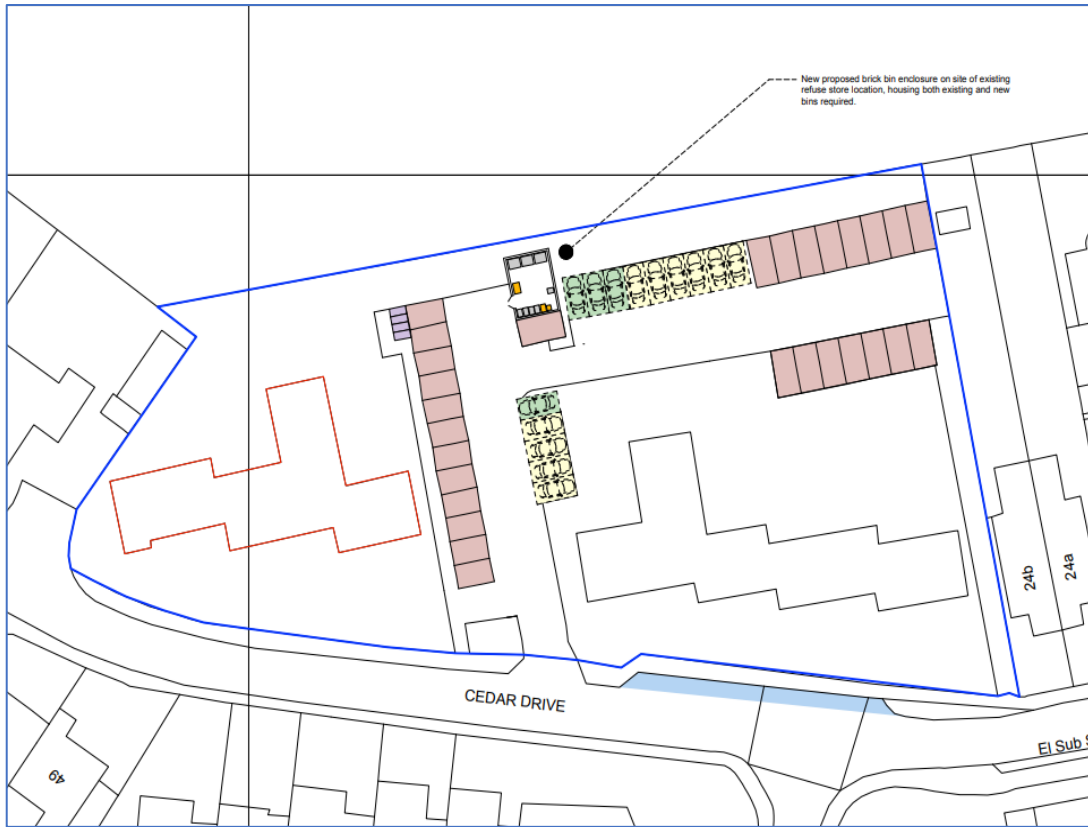 New proposed brick bin enclosure on site of existing
refuse store location, housing both existing and new
bins required.
24b
24a
CEDAR DRIVE
El Sub S
49